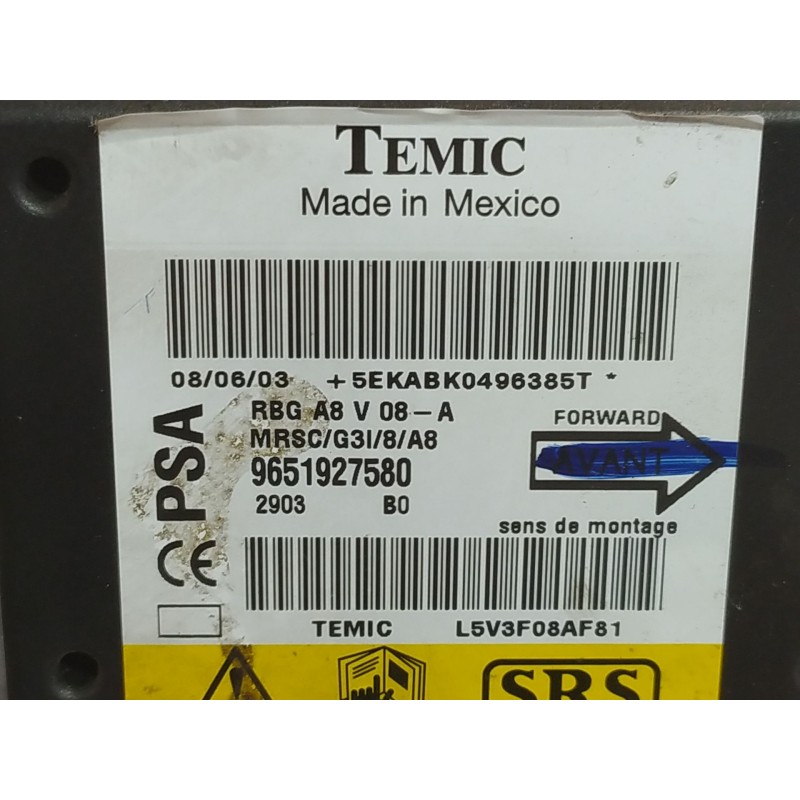 TEMIC
Made in Mexico
08/06/03 +5EKABK0496385T *
PSA
RBG A8 V 08-A
MRSC/G3I/8/A8
9651927580
2903 B0
FORWARD
AVANT
sens de montage
CE
TEMIC L5V3F08AF81
SRS